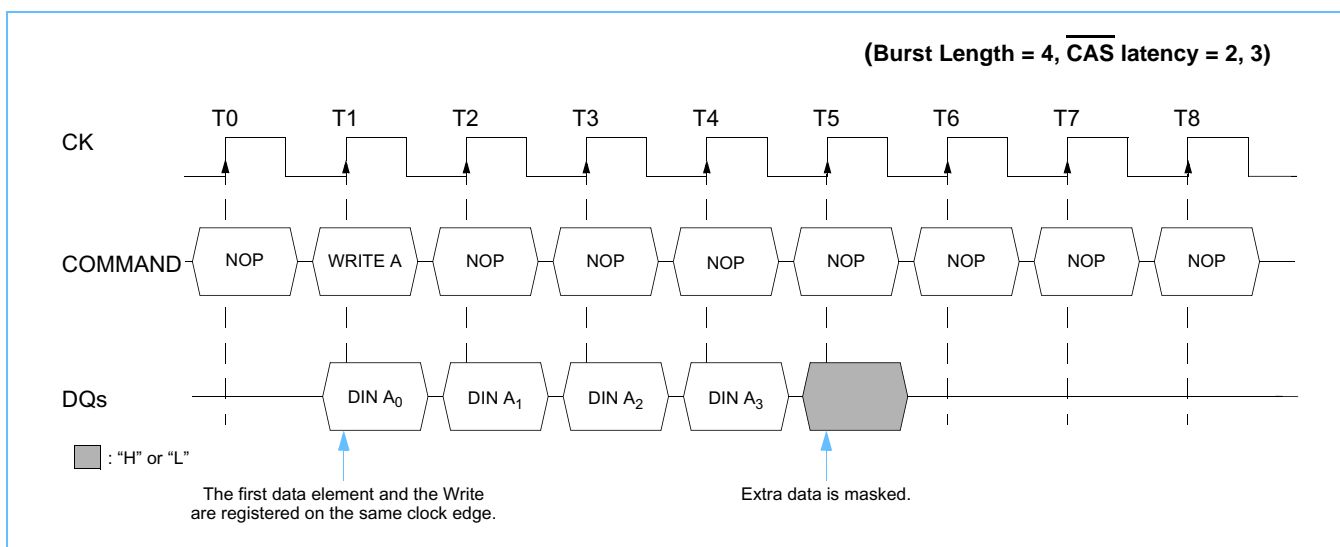 (Burst Length = 4, CAS latency = 2, 3)
T0 T1 T2 T3 T4 T5 T6 T7 T8
CK
COMMAND NOP WRITE A NOP NOP NOP NOP NOP NOP NOP
DQs DIN A0 DIN A1 DIN A2 DIN A3
: “H” or “L”
The first data element and the Write
are registered on the same clock edge.
Extra data is masked.